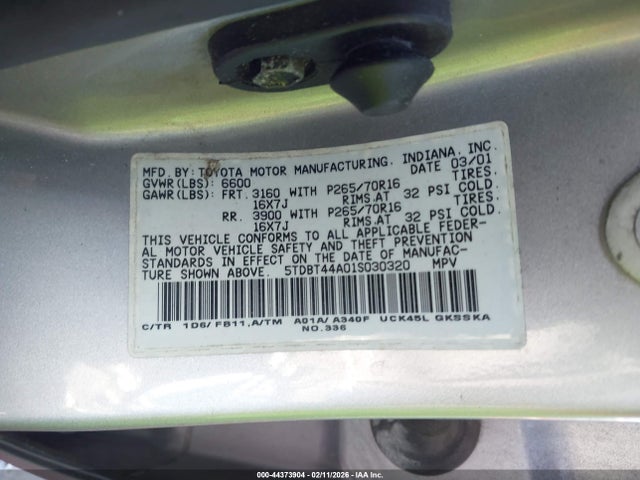 MFD. BY: TOYOTA MOTOR MANUFACTURING, INDIANA, INC.
GVWR(LBS): 6600 03/01
GAWR(LBS): FRT. 3160 WITH P265/70R16 TIRES.
16X7J RIMS.AT 32 PSI COLD.
RR. 3900 WITH P265/70R16 TIRES.
16X7J RIMS.AT 32 PSI COLD.
THIS VEHICLE CONFORMS TO ALL APPLICABLE FEDER-
AL MOTOR VEHICLE SAFETY AND THEFT PREVENTION
STANDARDS IN EFFECT ON THE DATE OF MANUFAC-
TURE SHOWN ABOVE. 5TDBT44A01S030320 MPV
C/TR 1D6/FB11,A/TM A01A/A340F UCK45L GKSSKA
NO.336
000-44373904 - 02/11/2026 - IAA Inc.